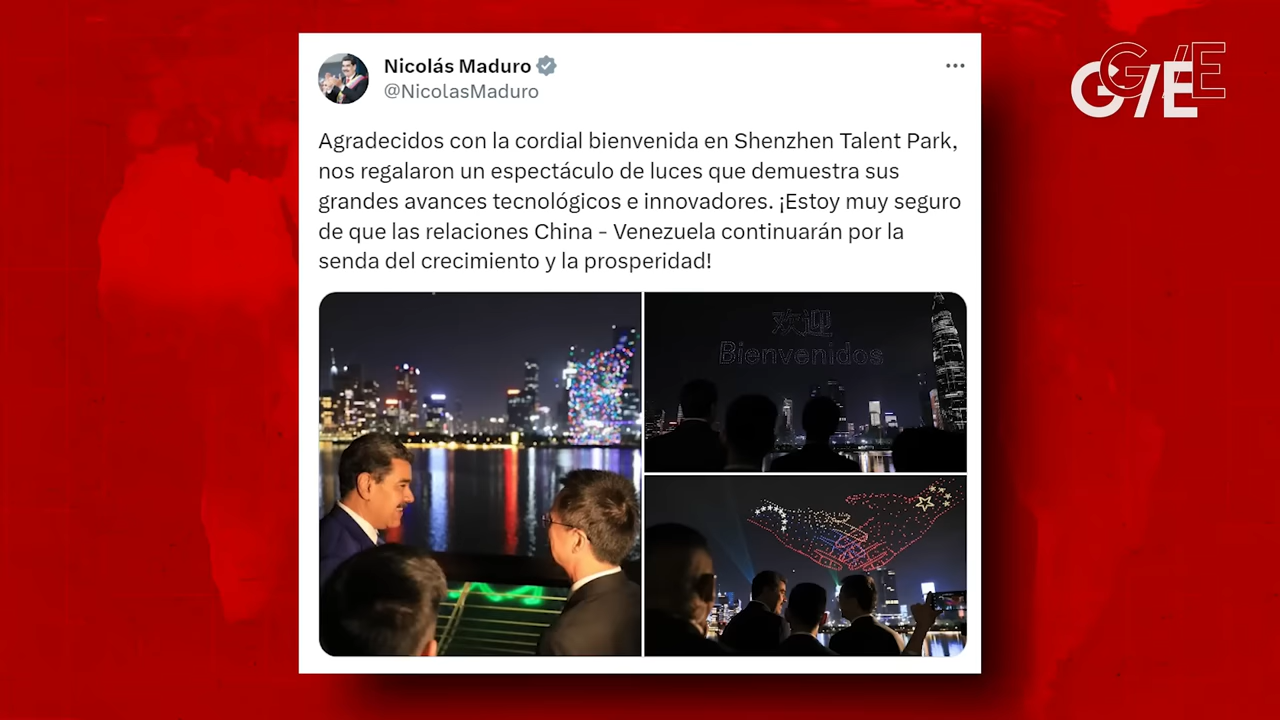 G/E
G/E
Nicolás Maduro
@NicolasMaduro
Agradecidos con la cordial bienvenida en Shenzhen Talent Park,
nos regalaron un espectáculo de luces que demuestra sus
grandes avances tecnológicos e innovadores. ¡Estoy muy seguro
de que las relaciones China - Venezuela continuarán por la
senda del crecimiento y la prosperidad!
欢迎
Bienvenidos